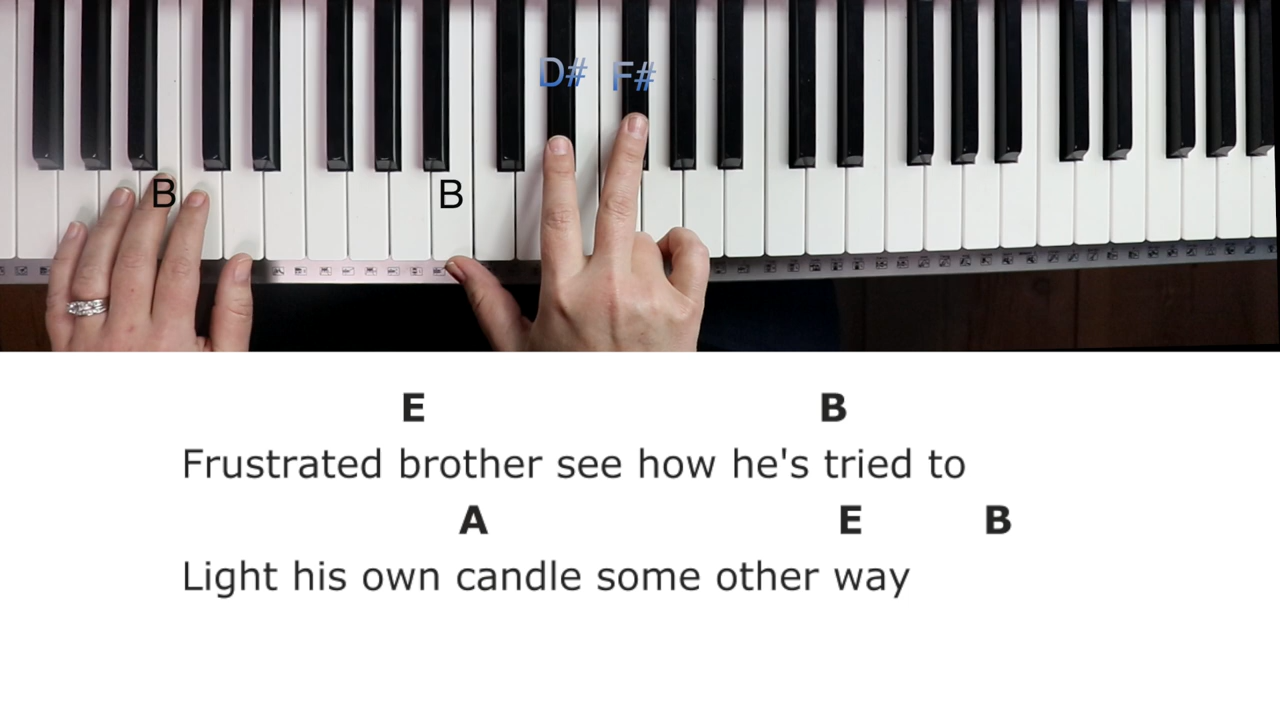 D# F#
B B
E B
Frustrated brother see how he's tried to
A E B
Light his own candle some other way